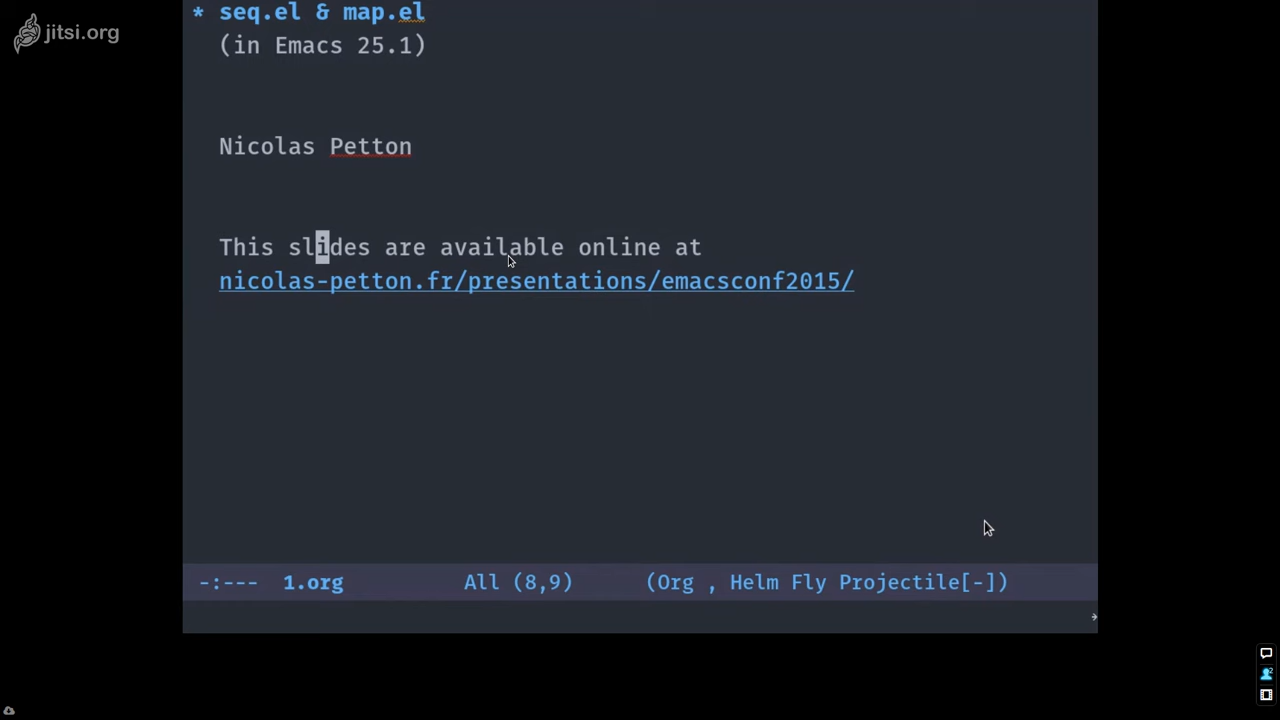 jitsi.org
* seq.el & map.el
(in Emacs 25.1)
Nicolas Petton
This slides are available online at
nicolas-petton.fr/presentations/emacsconf2015/
-:--- 1.org All (8,9) (Org , Helm Fly Projectile[-])
2